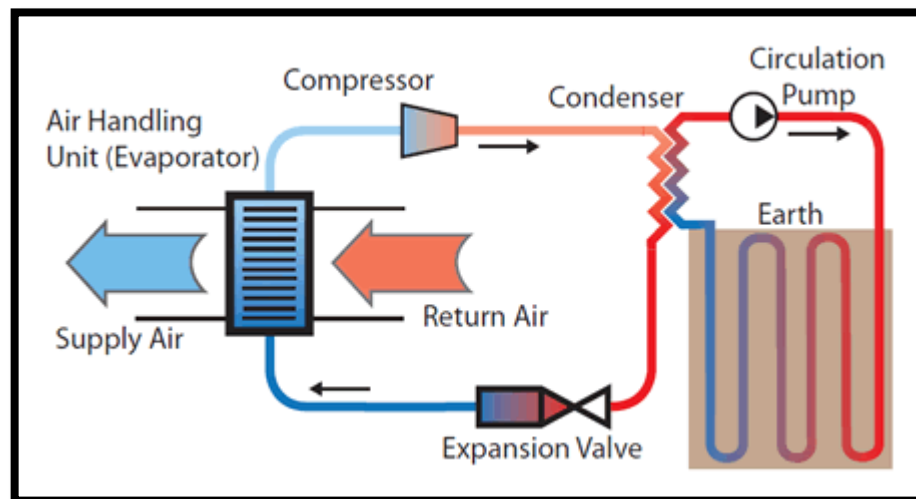 Compressor
Condenser
Circulation
Pump
Air Handling
Unit (Evaporator)
Earth
Supply Air
Return Air
Expansion Valve